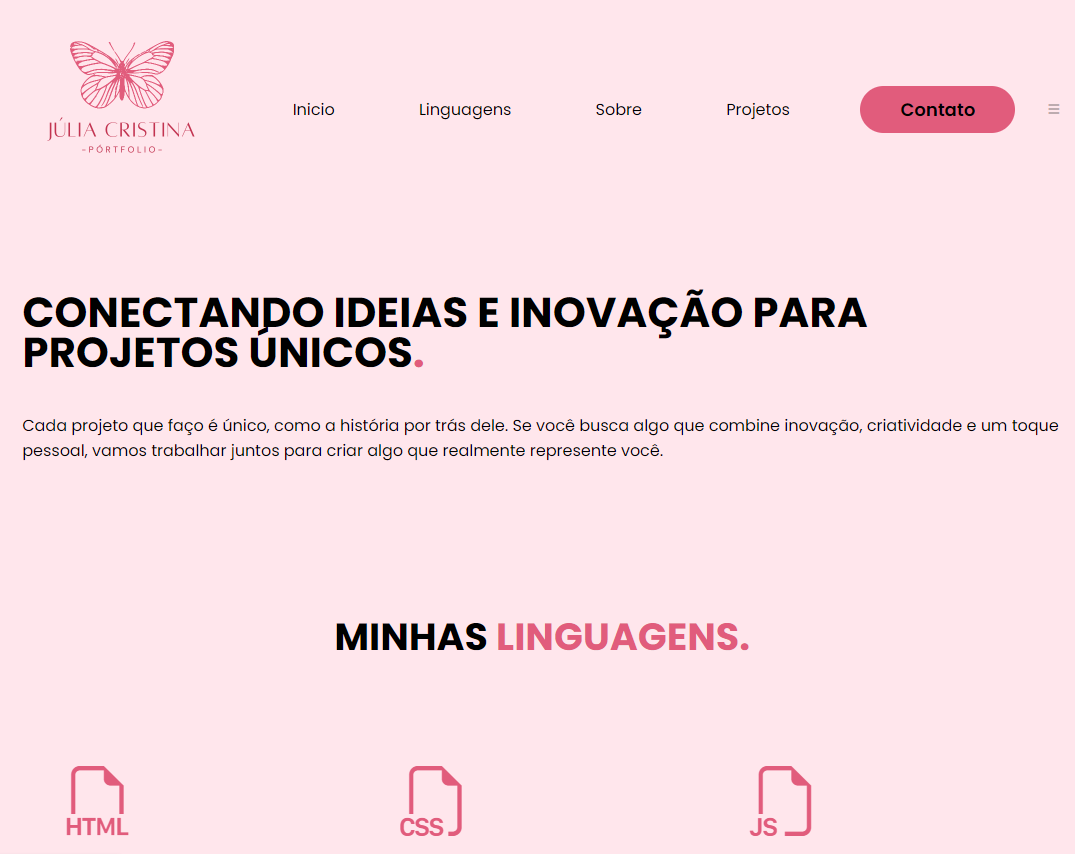 JÚLIA CRISTINA
-PÓRTFOLIO-
Inicio
Linguagens
Sobre
Projetos
Contato
CONECTANDO IDEIAS E INOVAÇÃO PARA
PROJETOS ÚNICOS.
Cada projeto que faço é único, como a história por trás dele. Se você busca algo que combine inovação, criatividade e um toque
pessoal, vamos trabalhar juntos para criar algo que realmente represente você.
MINHAS LINGUAGENS.
HTML
CSS
JS